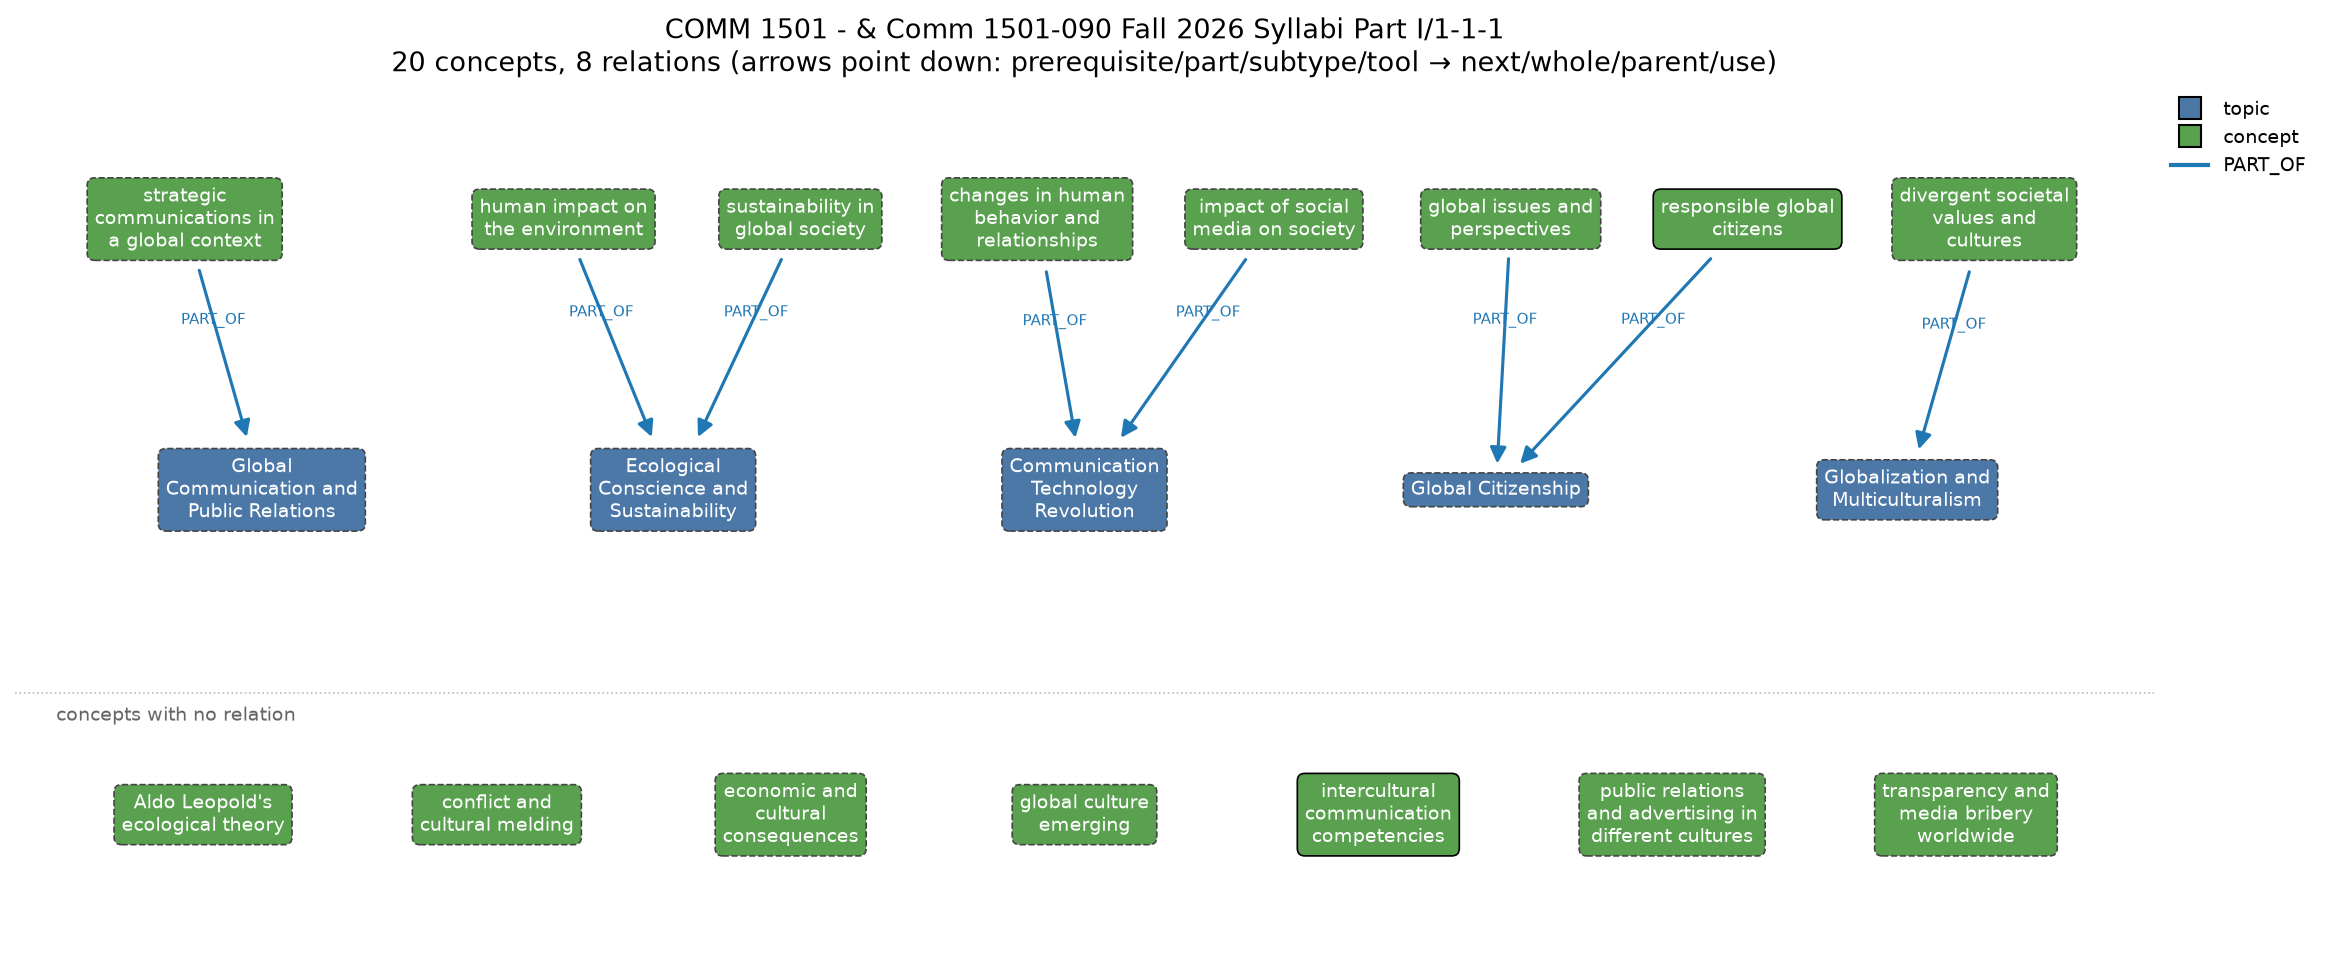 COMM 1501 - & Comm 1501-090 Fall 2026 Syllabi Part I/1-1-1
20 concepts, 8 relations (arrows point down: prerequisite/part/subtype/tool → next/whole/parent/use)
topic
concept
PART_OF
strategic
communications in
a global context
human impact on
the environment
sustainability in
global society
changes in human
behavior and
relationships
impact of social
media on society
global issues and
perspectives
responsible global
citizens
divergent societal
values and
cultures
PART_OF
PART_OF
PART_OF
PART_OF
PART_OF
PART_OF
PART_OF
PART_OF
Global
Communication and
Public Relations
Ecological
Conscience and
Sustainability
Communication
Technology
Revolution
Global Citizenship
Globalization and
Multiculturalism
concepts with no relation
Aldo Leopold's
ecological theory
conflict and
cultural melding
economic and
cultural
consequences
global culture
emerging
intercultural
communication
competencies
public relations
and advertising in
different cultures
transparency and
media bribery
worldwide